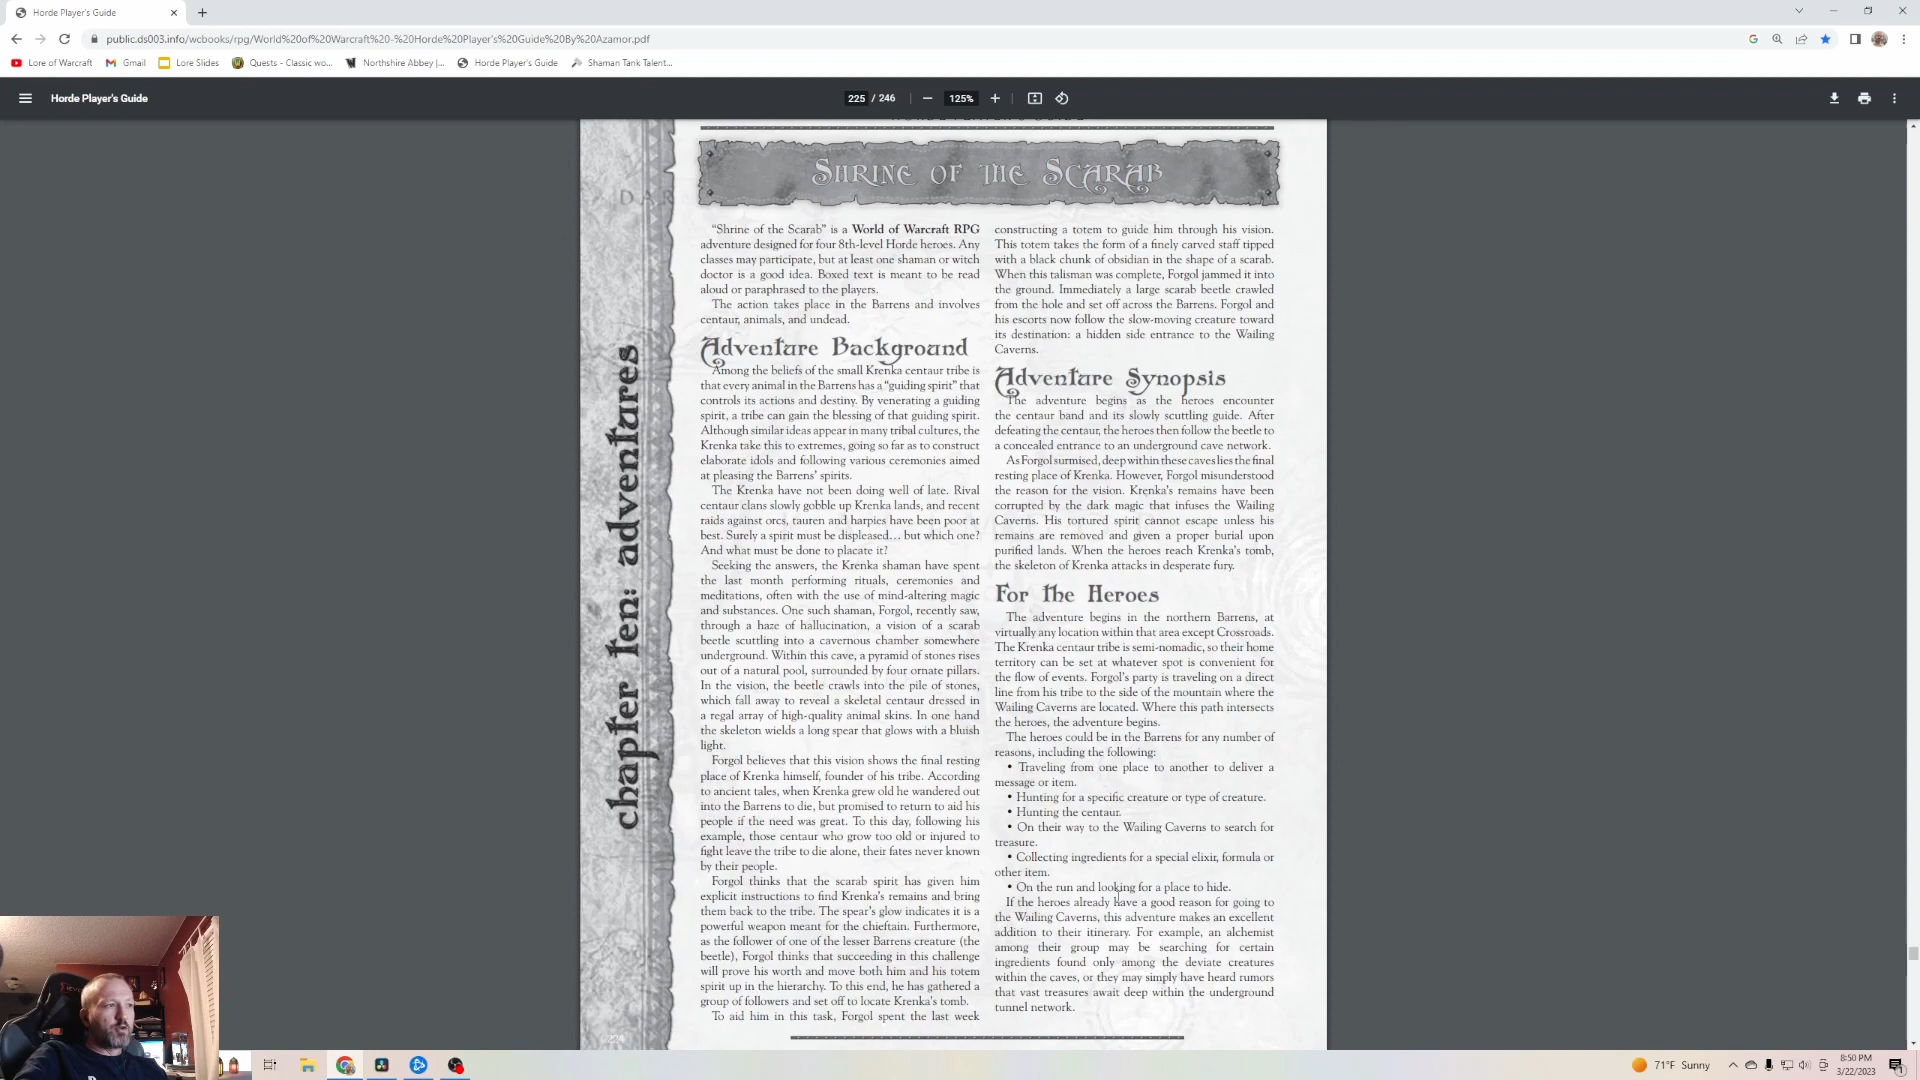 Horde Player's Guide
public.ds003.info/wcbooks/rpg/World%20of%20Warcraft%20-%20Horde%20Player's%20Guide%20By%20Azamor.pdf
Lore of Warcraft
Gmail
Lore Slides
Quests - Classic wo...
Northshire Abbey |...
Horde Player's Guide
Shaman Tank Talent...
Horde Player's Guide
225 / 246
125%
Shrine of the Scarab
chapter ten: adventures
"Shrine of the Scarab" is a World of Warcraft RPG
adventure designed for four 8th-level Horde heroes. Any
classes may participate, but at least one shaman or witch
doctor is a good idea. Boxed text is meant to be read
aloud or paraphrased to the players.
The action takes place in the Barrens and involves
centaur, animals, and undead.
Adventure Background
Among the beliefs of the small Krenka centaur tribe is
that every animal in the Barrens has a "guiding spirit" that
controls its actions and destiny. By venerating a guiding
spirit, a tribe can gain the blessing of that guiding spirit.
Although similar ideas appear in many tribal cultures, the
Krenka take this to extremes, going so far as to construct
elaborate idols and following various ceremonies aimed
at pleasing the Barrens' spirits.
The Krenka have not been doing well of late. Rival
centaur clans slowly gobble up Krenka lands, and recent
raids against orcs, tauren and harpies have been poor at
best. Surely a spirit must be displeased... but which one?
And what must be done to placate it?
Seeking the answers, the Krenka shaman have spent
the last month performing rituals, ceremonies and
meditations, often with the use of mind-altering magic
and substances. One such shaman, Forgol, recently saw,
through a haze of hallucination, a vision of a scarab
beetle scuttling into a cavernous chamber somewhere
underground. Within this cave, a pyramid of stones rises
out of a natural pool, surrounded by four ornate pillars.
In the vision, the beetle crawls into the pile of stones,
which fall away to reveal a skeletal centaur dressed in
a regal array of high-quality animal skins. In one hand
the skeleton wields a long spear that glows with a bluish
light.
Forgol believes that this vision shows the final resting
place of Krenka himself, founder of his tribe. According
to ancient tales, when Krenka grew old he wandered out
into the Barrens to die, but promised to return to aid his
people if the need was great. To this day, following his
example, those centaur who grow too old or injured to
fight leave the tribe to die alone, their fates never known
by their people.
Forgol thinks that the scarab spirit has given him
explicit instructions to find Krenka's remains and bring
them back to the tribe. The spear's glow indicates it is a
powerful weapon meant for the chieftain. Furthermore,
as the follower of one of the lesser Barrens creature (the
beetle), Forgol thinks that succeeding in this challenge
will prove his worth and move both him and his totem
spirit up in the hierarchy. To this end, he has gathered a
group of followers and set off to locate Krenka's tomb.
To aid him in this task, Forgol spent the last week
constructing a totem to guide him through his vision.
This totem takes the form of a finely carved staff tipped
with a black chunk of obsidian in the shape of a scarab.
When this talisman was complete, Forgol jammed it into
the ground. Immediately a large scarab beetle crawled
from the hole and set off across the Barrens. Forgol and
his escorts now follow the slow-moving creature toward
its destination: a hidden side entrance to the Wailing
Caverns.
Adventure Synopsis
The adventure begins as the heroes encounter
the centaur band and its slowly scuttling guide. After
defeating the centaur, the heroes then follow the beetle to
a concealed entrance to an underground cave network.
As Forgol surmised, deep within these caves lies the final
resting place of Krenka. However, Forgol misunderstood
the reason for the vision. Krenka's remains have been
corrupted by the dark magic that infuses the Wailing
Caverns. His tortured spirit cannot escape unless his
remains are removed and given a proper burial upon
purified lands. When the heroes reach Krenka's tomb,
the skeleton of Krenka attacks in desperate fury.
For the Heroes
The adventure begins in the northern Barrens, at
virtually any location within that area except Crossroads.
The Krenka centaur tribe is semi-nomadic, so their home
territory can be set at whatever spot is convenient for
the flow of events. Forgol's party is traveling on a direct
line from his tribe to the side of the mountain where the
Wailing Caverns are located. Where this path intersects
the heroes, the adventure begins.
The heroes could be in the Barrens for any number of
reasons, including the following:
• Traveling from one place to another to deliver a
message or item.
• Hunting for a specific creature or type of creature.
• Hunting the centaur.
• On their way to the Wailing Caverns to search for
treasure.
• Collecting ingredients for a special elixir, formula or
other item.
• On the run and looking for a place to hide.
If the heroes already have a good reason for going to
the Wailing Caverns, this adventure makes an excellent
addition to their itinerary. For example, an alchemist
among their group may be searching for certain
ingredients found only among the deviate creatures
within the caves, or they may simply have heard rumors
that vast treasures await deep within the underground
tunnel network.
71°F Sunny
8:50 PM
3/22/2023